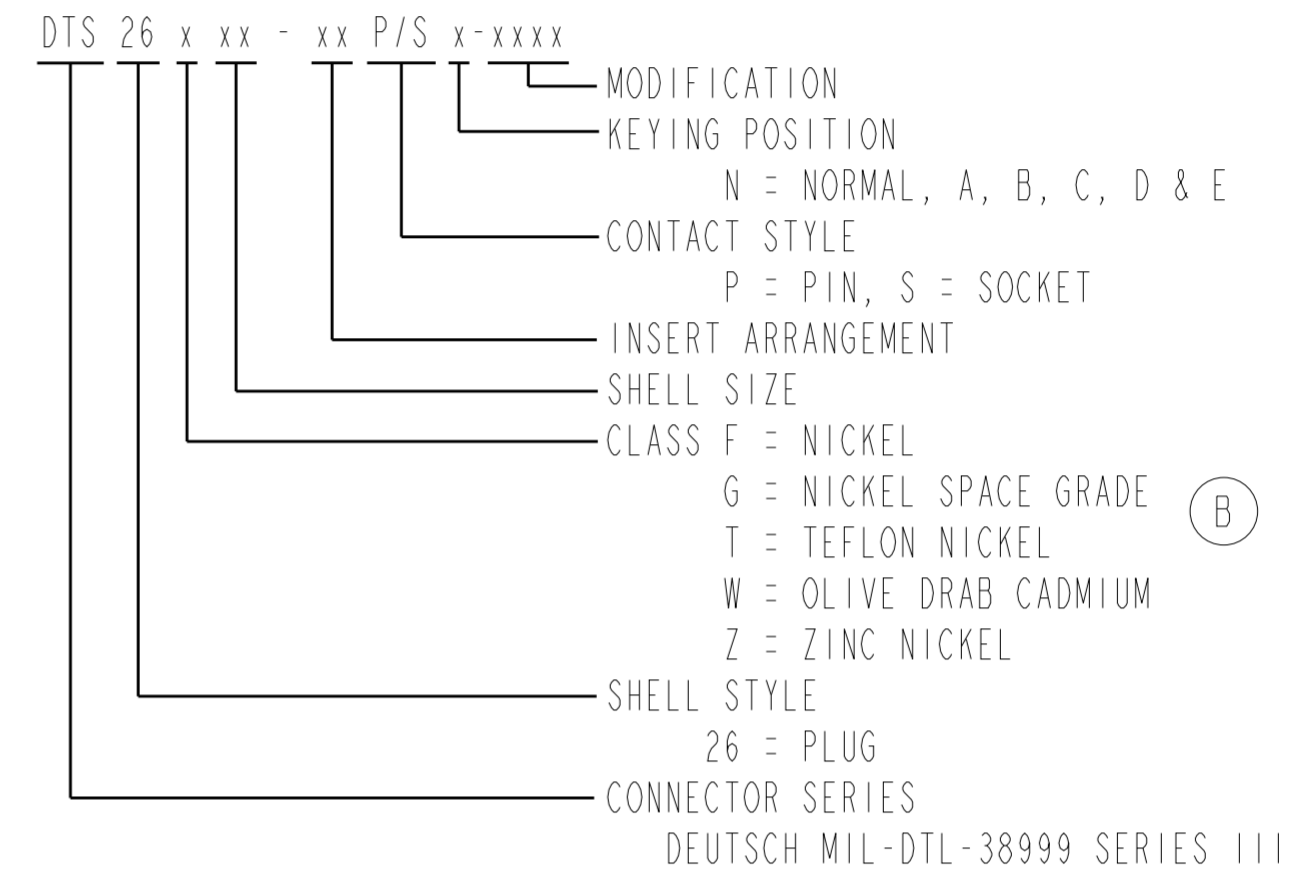 DTS 26 x xx - xx P/S x-xxxx
MODIFICATION
KEYING POSITION
N = NORMAL, A, B, C, D & E
CONTACT STYLE
P = PIN, S = SOCKET
INSERT ARRANGEMENT
SHELL SIZE
CLASS F = NICKEL
G = NICKEL SPACE GRADE
B
T = TEFLON NICKEL
W = OLIVE DRAB CADMIUM
Z = ZINC NICKEL
SHELL STYLE
26 = PLUG
CONNECTOR SERIES
DEUTSCH MIL-DTL-38999 SERIES III